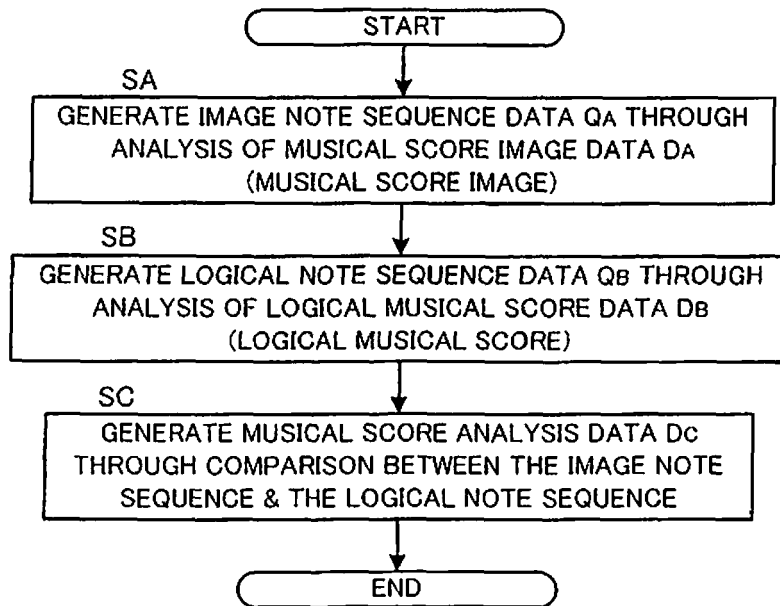 START
SA
GENERATE IMAGE NOTE SEQUENCE DATA QA THROUGH
ANALYSIS OF MUSICAL SCORE IMAGE DATA DA
(MUSICAL SCORE IMAGE)
SB
GENERATE LOGICAL NOTE SEQUENCE DATA QB THROUGH
ANALYSIS OF LOGICAL MUSICAL SCORE DATA DB
(LOGICAL MUSICAL SCORE)
SC
GENERATE MUSICAL SCORE ANALYSIS DATA DC
THROUGH COMPARISON BETWEEN THE IMAGE NOTE
SEQUENCE & THE LOGICAL NOTE SEQUENCE
END